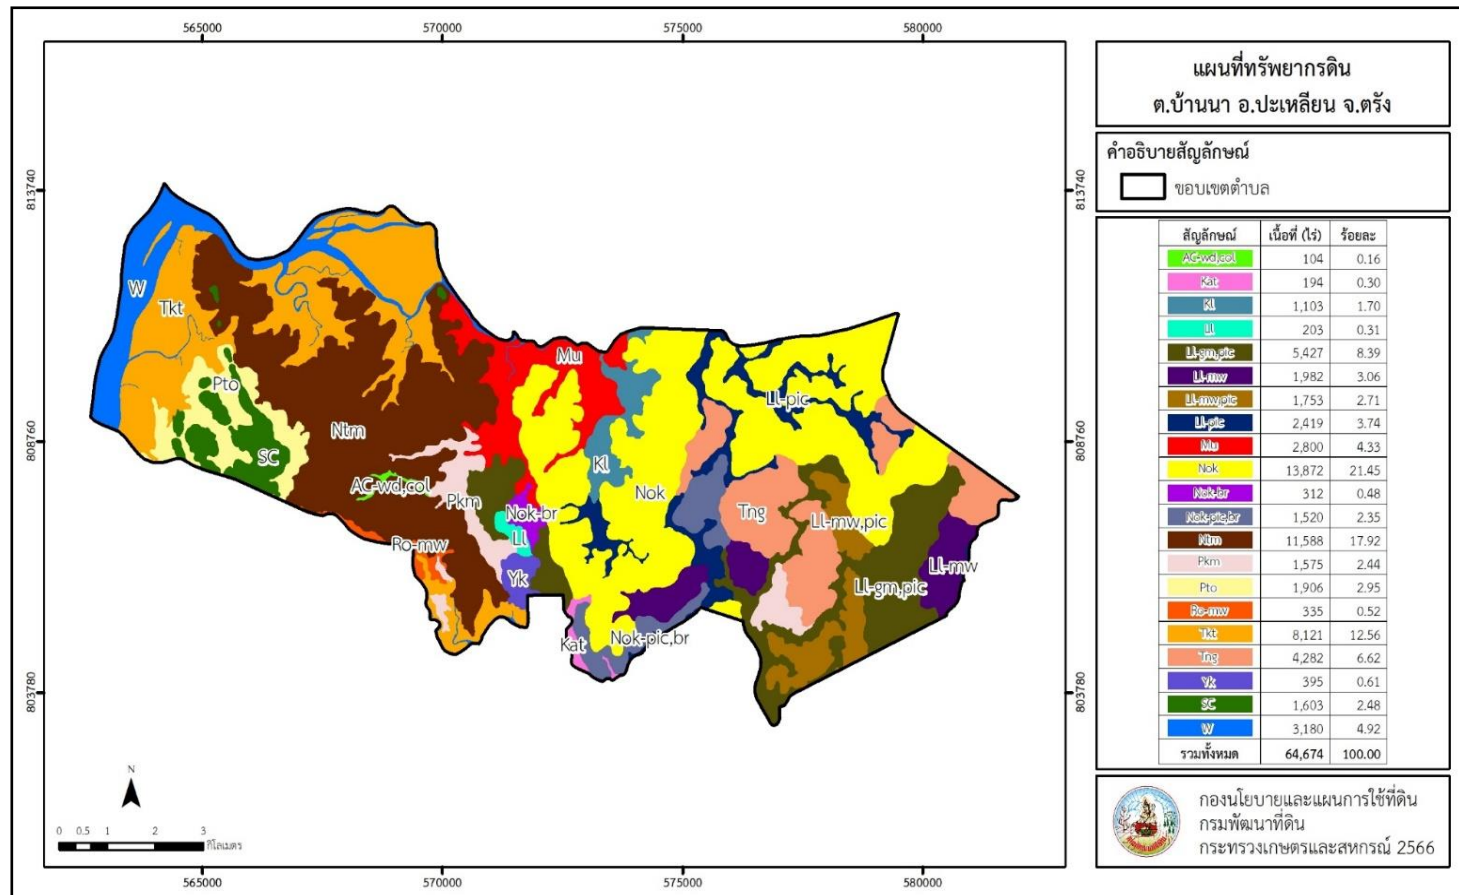 565000 570000 575000 580000
แผนที่ทรัพยากรดิน
ต.บ้านนา อ.ปะเหลียน จ.ตรัง
คำอธิบายสัญลักษณ์
ขอบเขตตำบล
สัญลักษณ์ เนื้อที่ (ไร่) ร้อยละ
AC-wd,col 104 0.16
Kat 194 0.30
Kl 1,103 1.70
Ll 203 0.31
Ll-gm,pic 5,427 8.39
Ll-mw 1,982 3.06
Ll-mw,pic 1,753 2.71
Ll-pic 2,419 3.74
Mu 2,800 4.33
Nok 13,872 21.45
Nok-br 312 0.48
Nok-pic,br 1,520 2.35
Ntm 11,588 17.92
Pkm 1,575 2.44
Pto 1,906 2.95
Ro-mw 335 0.52
Tkt 8,121 12.56
Tng 4,282 6.62
Yk 395 0.61
SC 1,603 2.48
W 3,180 4.92
รวมทั้งหมด 64,674 100.00
กองนโยบายและแผนการใช้ที่ดิน
กรมพัฒนาที่ดิน
กระทรวงเกษตรและสหกรณ์ 2566
813740 813740
W
Tkt
Mu
Pto
Ll-pic
Ntm
808760 808760
SC
Kl
AC-wd,col
Pkm
Nok
Nok-br
Tng
Ll-mw,pic
Ll
Ro-mw
Yk
Ll-mw
Ll-gm,pic
Kat
Nok-pic,br
803780 803780
N
0 0.5 1 2 3
กิโลเมตร
565000 570000 575000 580000